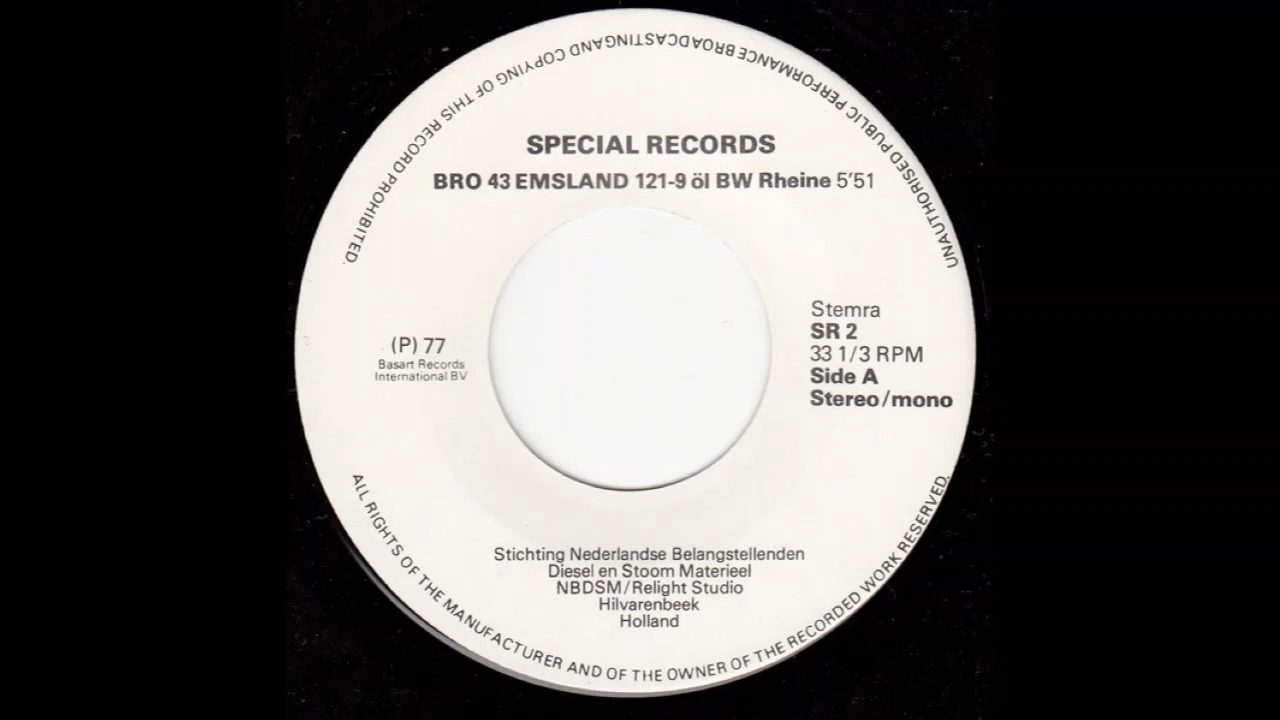 UNAUTHORISED PUBLIC PERFORMANCE BROADCASTING AND COPYING OF THIS RECORD PROHIBITED.
SPECIAL RECORDS
BRO 43 EMSLAND 121-9 öl BW Rheine 5'51
(P) 77
Basart Records
International BV
Stemra
SR 2
33 1/3 RPM
Side A
Stereo/mono
Stichting Nederlandse Belangstellenden
Diesel en Stoom Materieel
NBDSM/Relight Studio
Hilvarenbeek
Holland
ALL RIGHTS OF THE MANUFACTURER AND OF THE OWNER OF THE RECORDED WORK RESERVED.